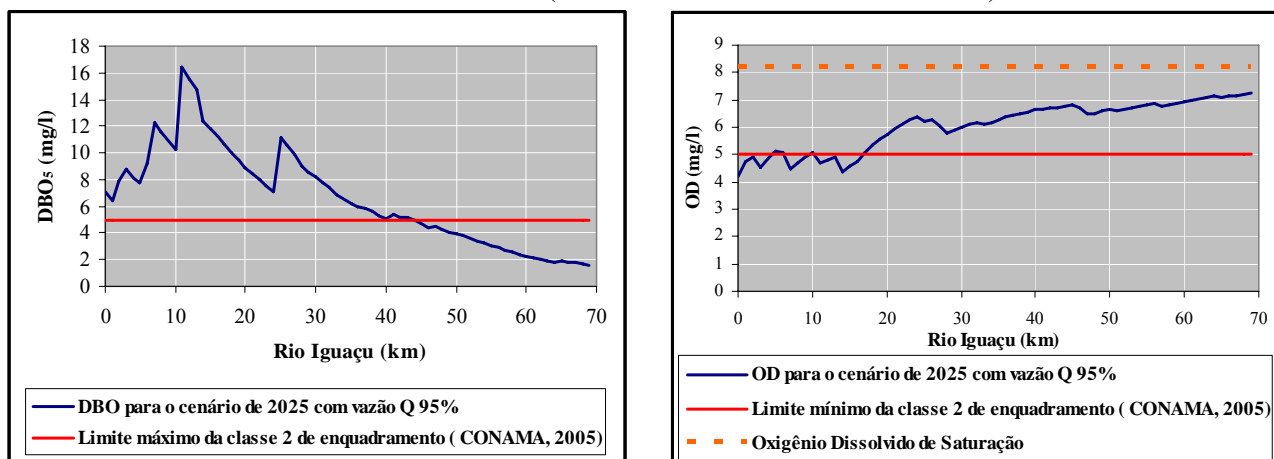 18
16
14
12
10
8
6
4
2
0
DBO₅ (mg/l)
0 10 20 30 40 50 60 70
Rio Iguaçu (km)
DBO para o cenário de 2025 com vazão Q 95%
Limite máximo da classe 2 de enquadramento ( CONAMA, 2005)
9
8
7
6
5
4
3
2
1
0
OD (mg/l)
0 10 20 30 40 50 60 70
Rio Iguaçu (km)
OD para o cenário de 2025 com vazão Q 95%
Limite mínimo da classe 2 de enquadramento ( CONAMA, 2005)
Oxigênio Dissolvido de Saturação